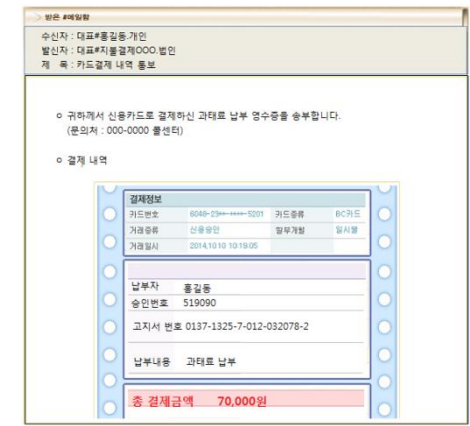 받은 #메일함
수신자 : 대표#홍길동.개인
발신자 : 대표#지불결제OOO.법인
제 목 : 카드결제 내역 통보
o 귀하께서 신용카드로 결제하신 과태료 납부 영수증을 송부합니다.
(문의처 : 000-0000 콜센터)
o 결제 내역
결제정보
카드번호 6048-23**-****-5201 카드종류 BC카드
거래종류 신용승인 할부개월 일시불
거래일시 2014,10.10 10:19:05
납부자 홍길동
승인번호 519090
고지서 번호 0137-1325-7-012-032078-2
납부내용 과태료 납부
총 결제금액 70,000원